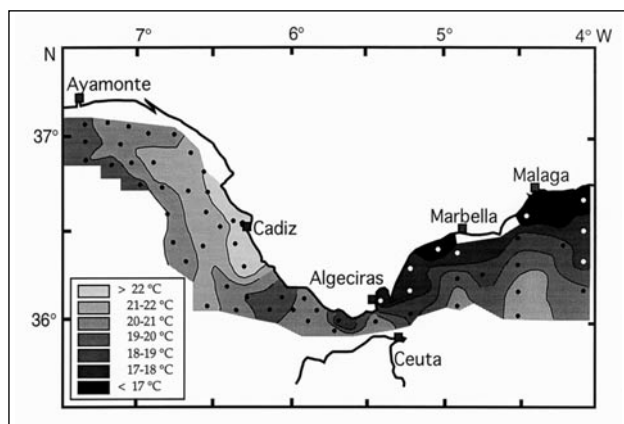 7° 6° 5° 4° W
N
Ayamonte
37°
Malaga
Marbella
Cadiz
Algeciras
> 22 °C
21-22 °C
20-21 °C
19-20 °C
18-19 °C
17-18 °C
< 17 °C
36°
Ceuta